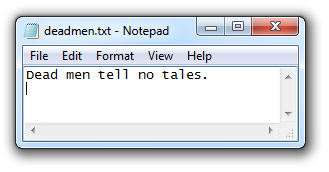 deadmen.txt - Notepad
File Edit Format View Help
Dead men tell no tales.